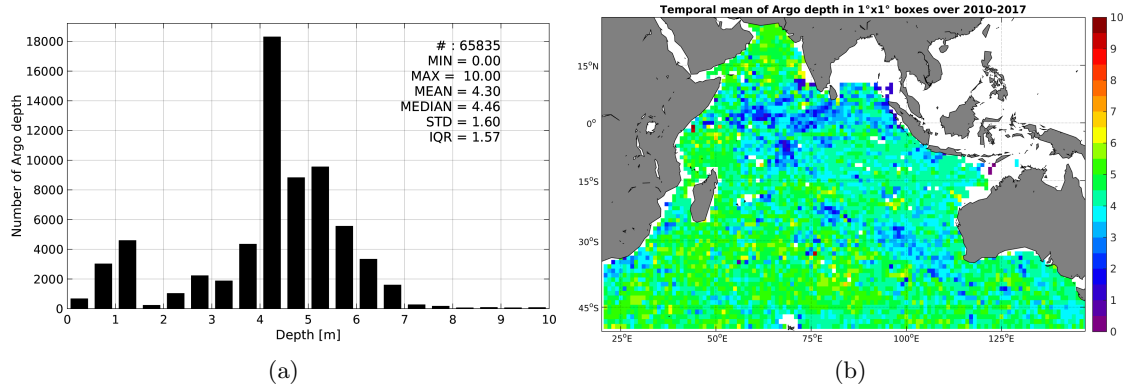 Number of Argo depth
18000
16000
14000
12000
10000
8000
6000
4000
2000
0
# : 65835
MIN = 0.00
MAX = 10.00
MEAN = 4.30
MEDIAN = 4.46
STD = 1.60
IQR = 1.57
0 1 2 3 4 5 6 7 8 9 10
Depth [m]
(a)
Temporal mean of Argo depth in 1°x1° boxes over 2010-2017
15°N
0°
15°S
30°S
45°S
25°E 50°E 75°E 100°E 125°E
10
9
8
7
6
5
4
3
2
1
0
(b)